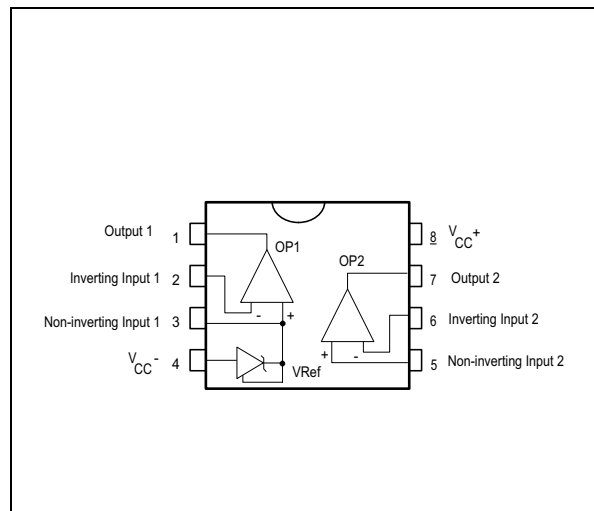 Output 1
1
OP1
8
VCC+
Inverting Input 1
2
OP2
7
Output 2
Non-inverting Input 1
3
- +
6
Inverting Input 2
VCC-
4
VRef
+ -
5
Non-inverting Input 2